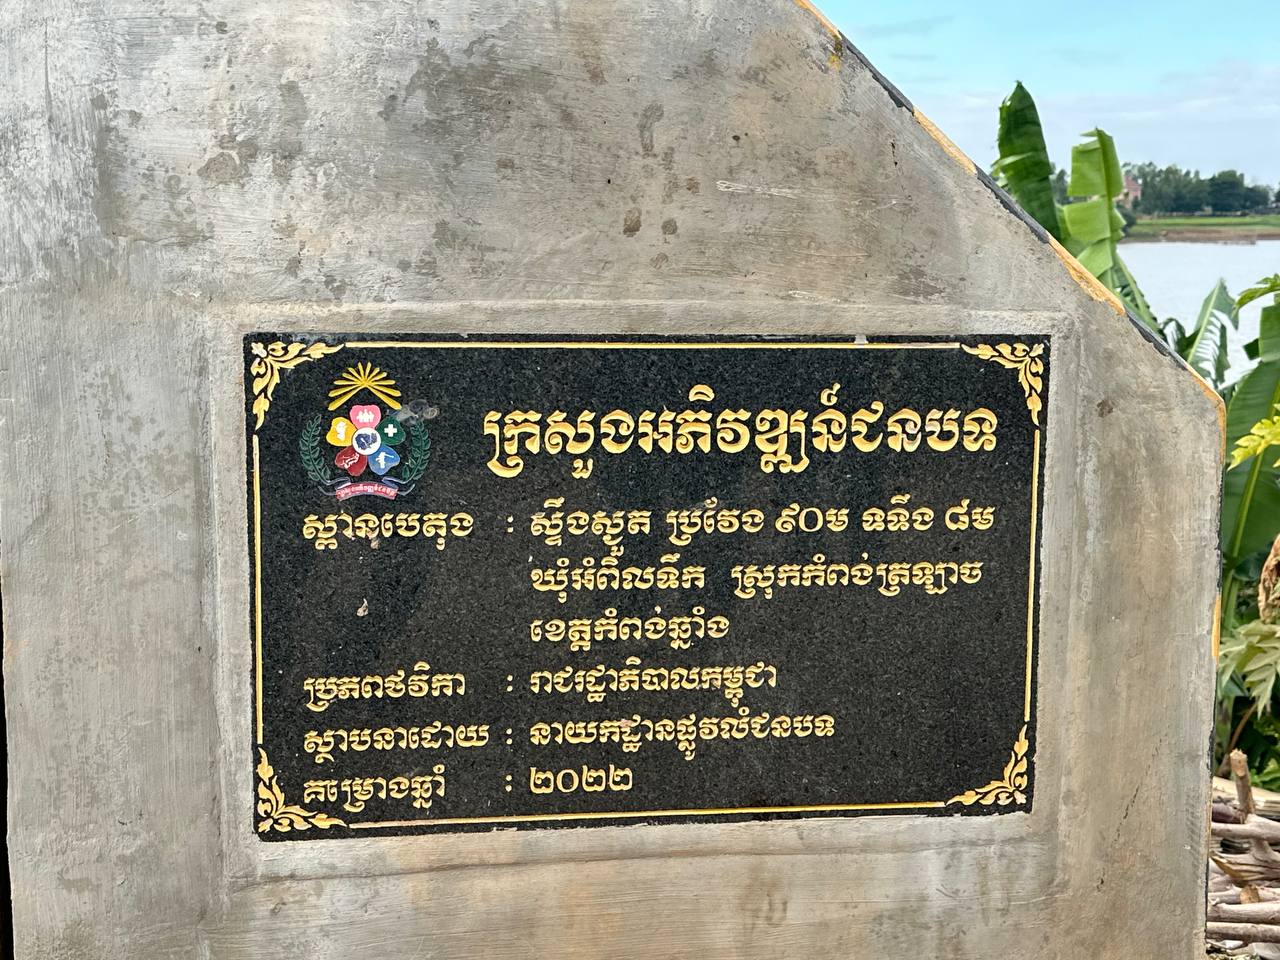 ក្រសួងអភិវឌ្ឍន៍ជនបទ
ស្ពានបេតុង : ស្ទឹងស្ងួត ប្រវែង ៩០ម ទទឹង ៨ម
ឃុំអំពិលទឹក ស្រុកកំពង់ត្រឡាច
ខេត្តកំពង់ឆ្នាំង
ប្រភពថវិកា : រាជរដ្ឋាភិបាលកម្ពុជា
ស្ថាបនាដោយ : នាយកដ្ឋានផ្លូវលំជនបទ
គម្រោងឆ្នាំ : ២០២២